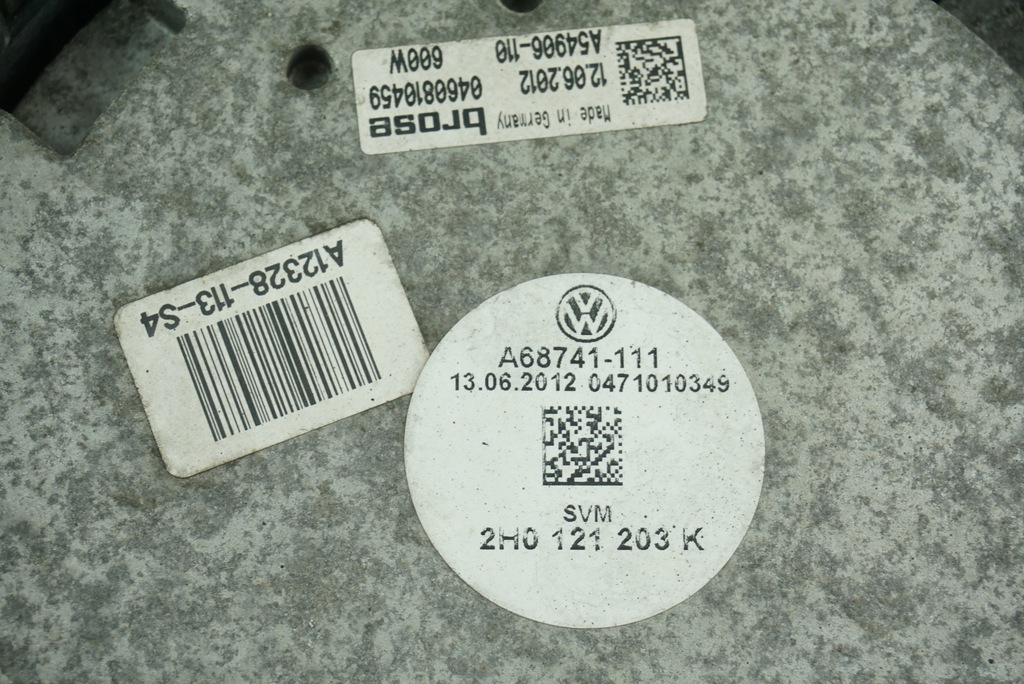 brose Made in Germany
0460810459 12.06.2012
600W A54906-110
A12328-113-S4
VW
A68741-111
13.06.2012 0471010349
SVM
2H0 121 203 K